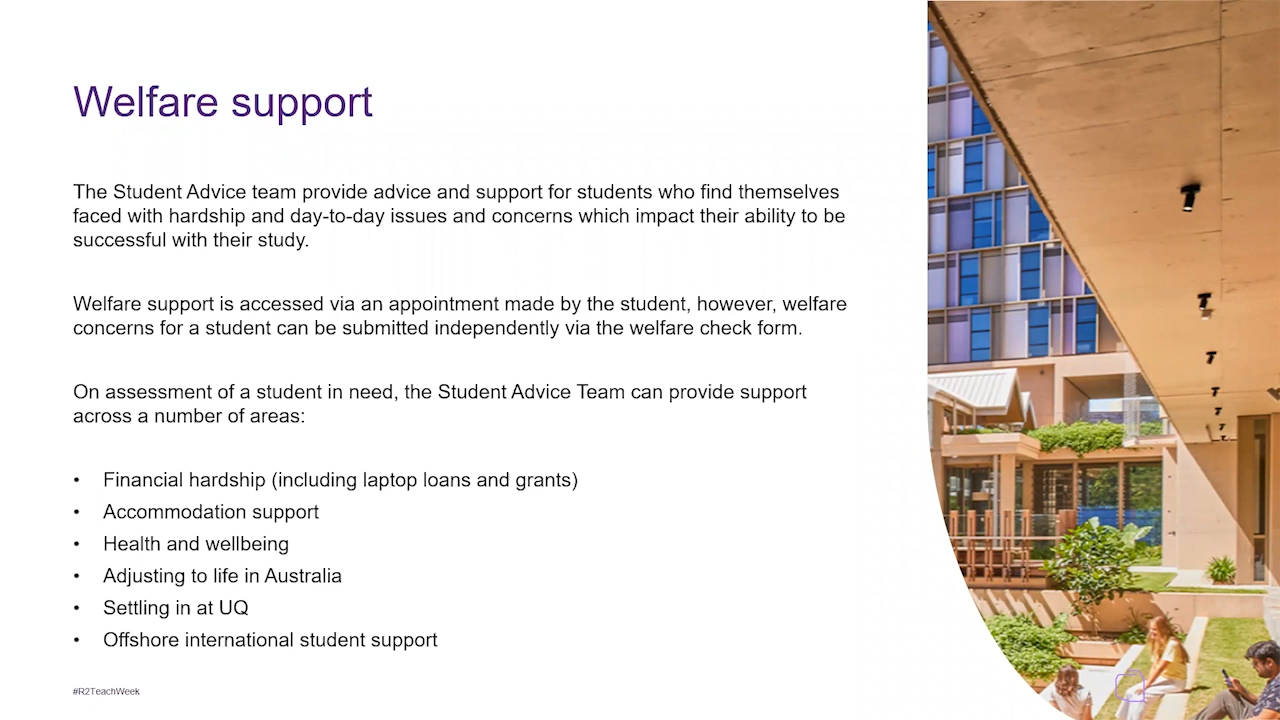 Welfare support
The Student Advice team provide advice and support for students who find themselves
faced with hardship and day-to-day issues and concerns which impact their ability to be
successful with their study.
Welfare support is accessed via an appointment made by the student, however, welfare
concerns for a student can be submitted independently via the welfare check form.
On assessment of a student in need, the Student Advice Team can provide support
across a number of areas:
• Financial hardship (including laptop loans and grants)
• Accommodation support
• Health and wellbeing
• Adjusting to life in Australia
• Settling in at UQ
• Offshore international student support
#R2TeachWeek